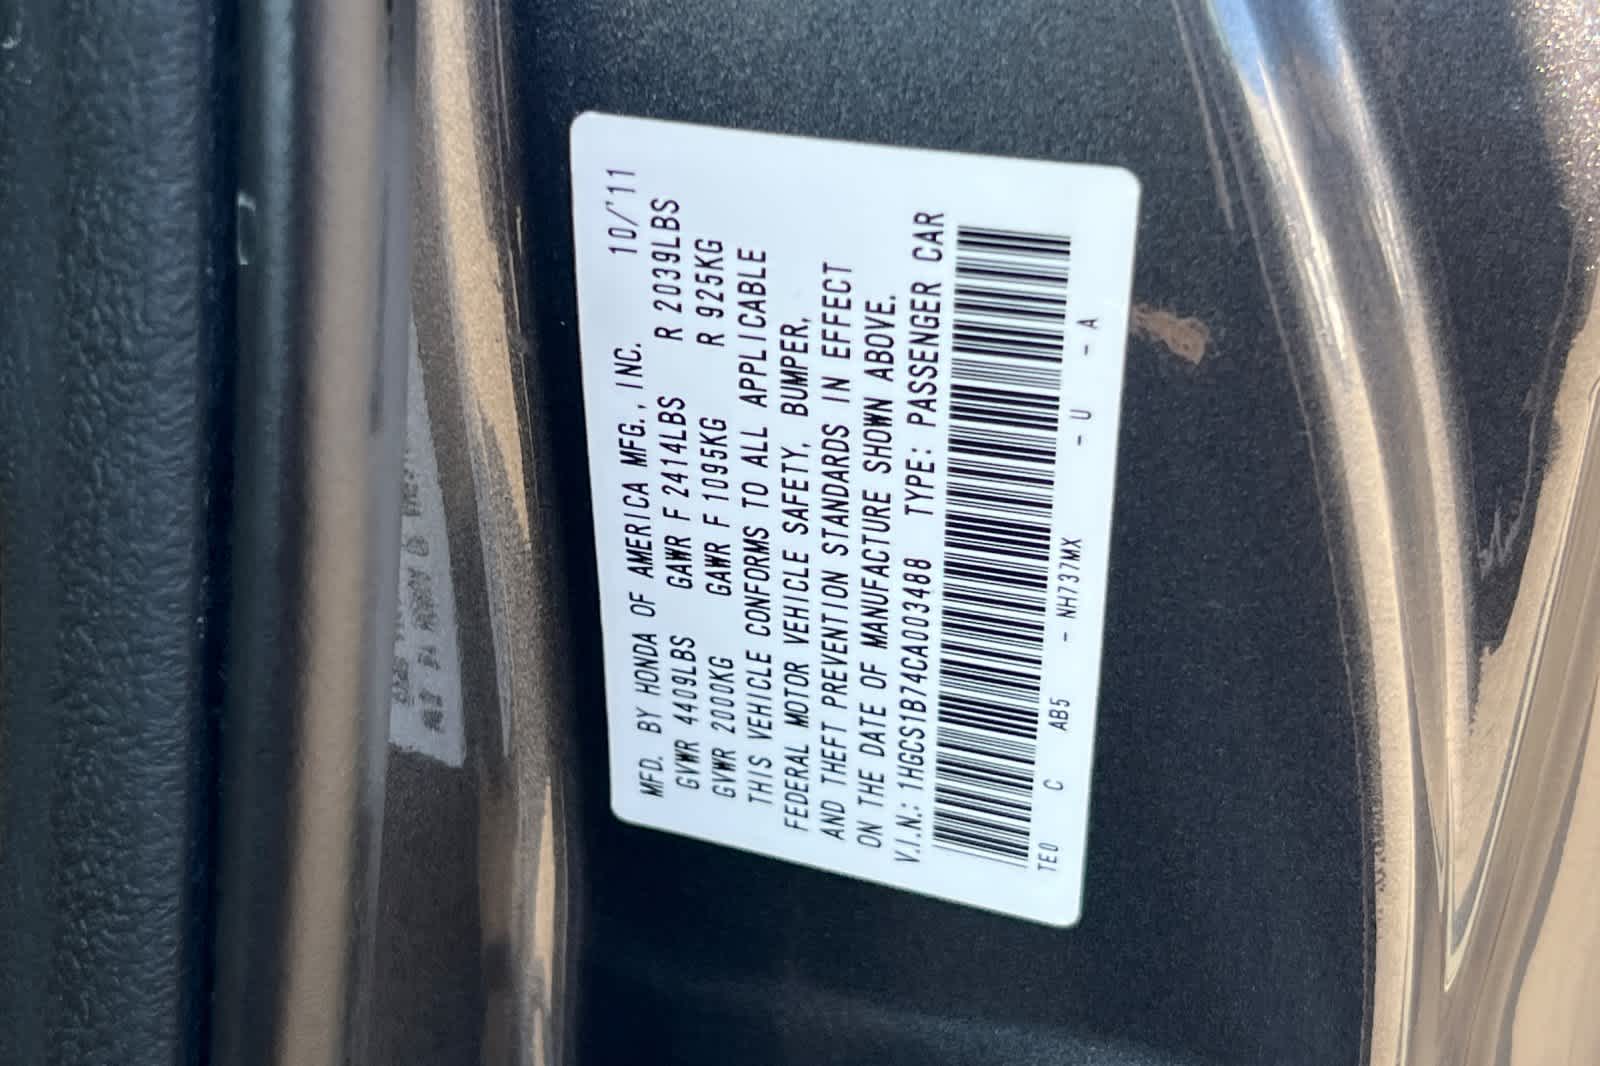 MFD. BY HONDA OF AMERICA MFG., INC. 10/'11
GVWR 4409LBS GAWR F 2414LBS R 2039LBS
GVWR 2000KG GAWR F 1095KG R 925KG
THIS VEHICLE CONFORMS TO ALL APPLICABLE
FEDERAL MOTOR VEHICLE SAFETY, BUMPER,
AND THEFT PREVENTION STANDARDS IN EFFECT
ON THE DATE OF MANUFACTURE SHOWN ABOVE.
V.I.N.: 1HGCS1B74CA003488 TYPE: PASSENGER CAR
TE0 C AB5 - NH737MX - U - A